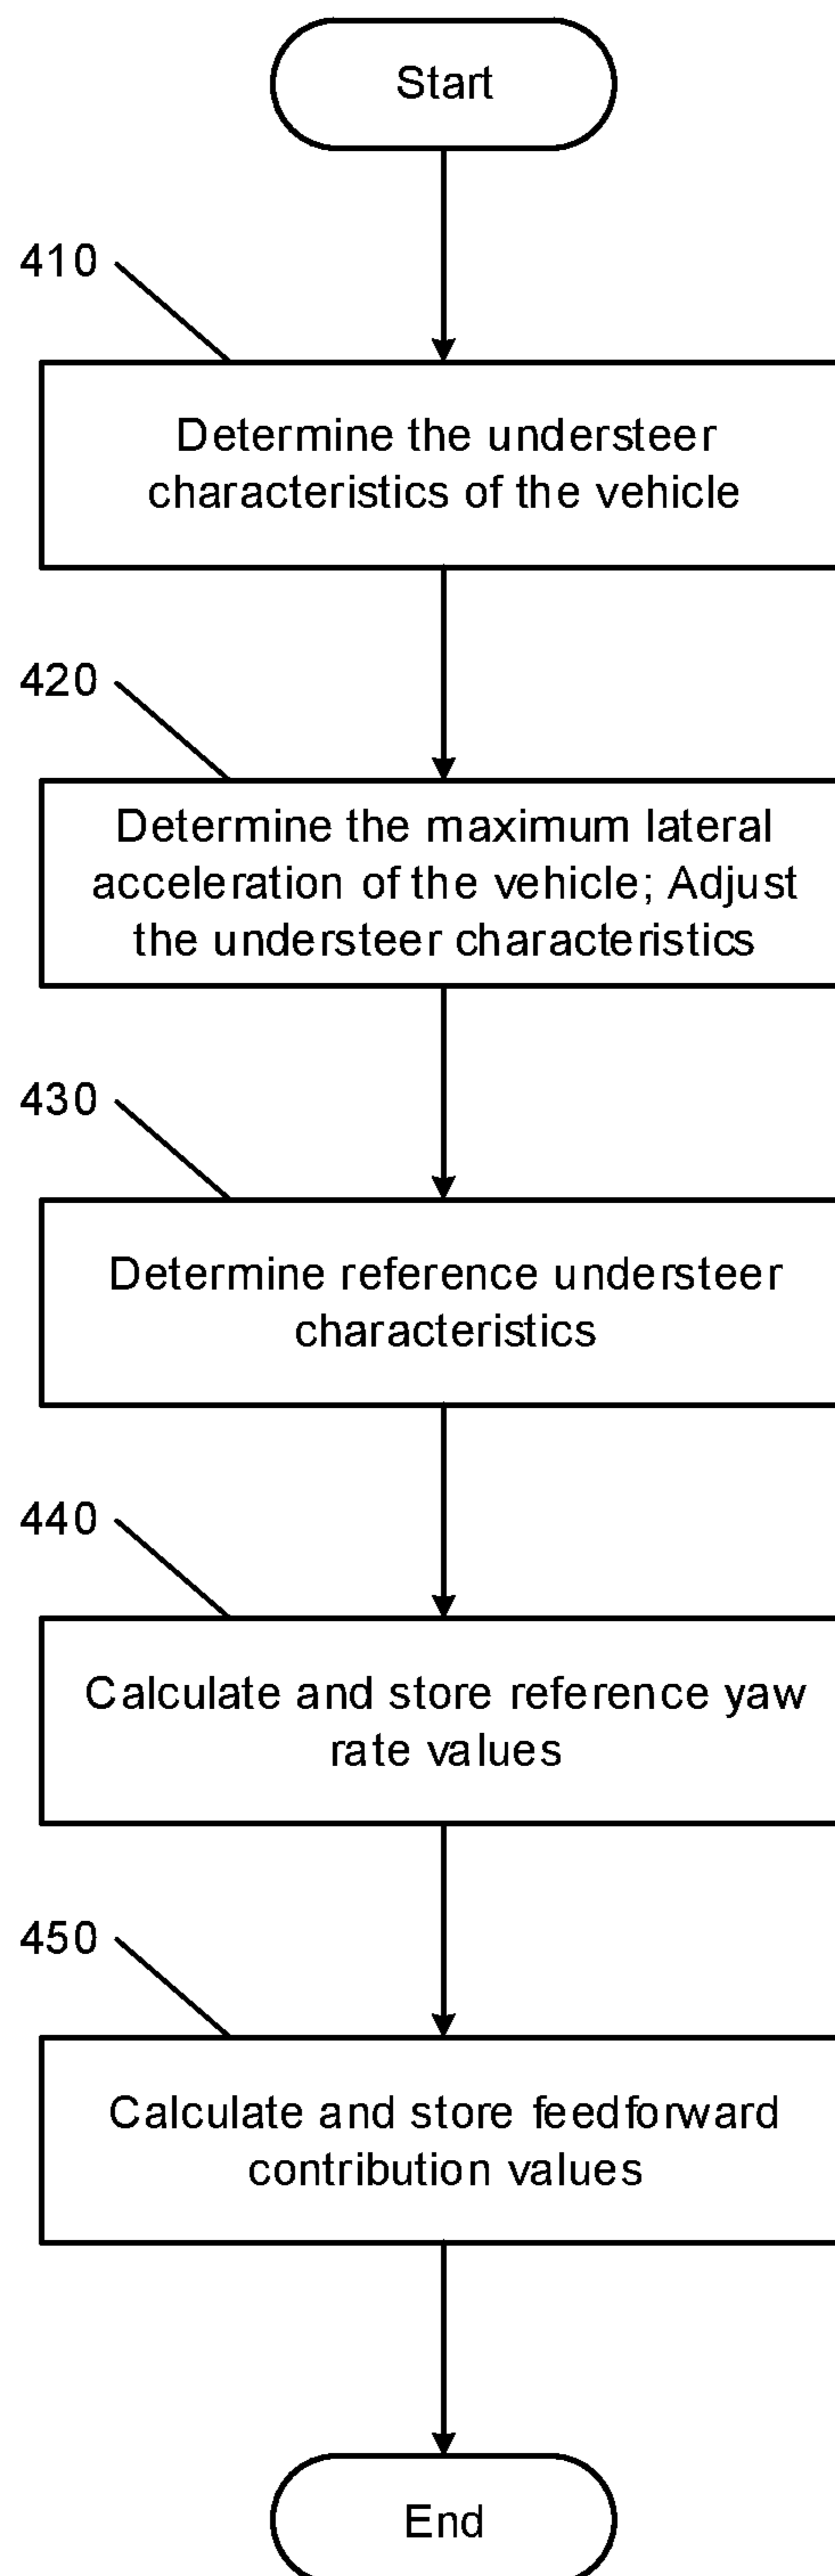 Start
410
Determine the understeer
characteristics of the vehicle
420
Determine the maximum lateral
acceleration of the vehicle; Adjust
the understeer characteristics
430
Determine reference understeer
characteristics
440
Calculate and store reference yaw
rate values
450
Calculate and store feedforward
contribution values
End